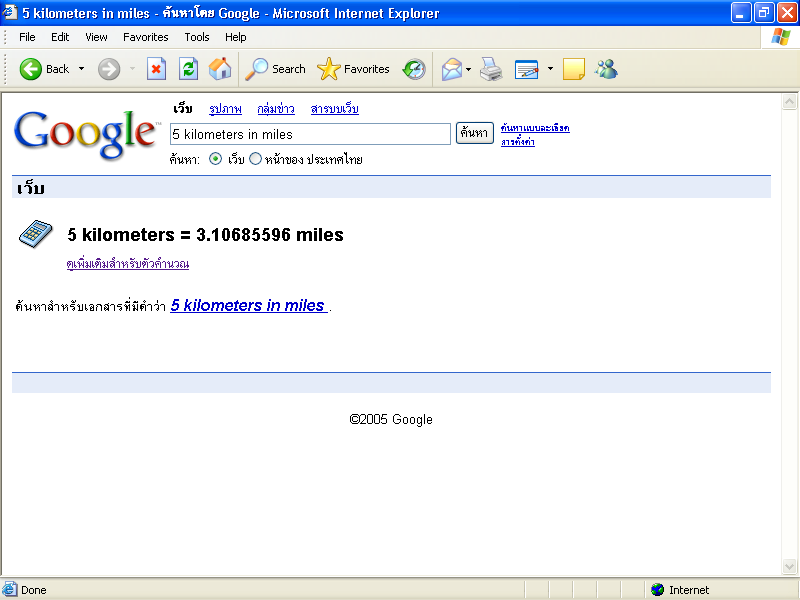 5 kilometers in miles - ค้นหาโดย Google - Microsoft Internet Explorer
File Edit View Favorites Tools Help
Back Search Favorites
Google™
เว็บ รูปภาพ กลุ่มข่าว สารบบเว็บ
5 kilometers in miles ค้นหา ค้นหาแบบละเอียด
สารตั้งค่า
ค้นหา: เว็บ หน้าของ ประเทศไทย
เว็บ
5 kilometers = 3.10685596 miles
ดูเพิ่มเติมสำหรับตัวคำนวณ
ค้นหาสำหรับเอกสารที่มีคำว่า 5 kilometers in miles .
©2005 Google
Done Internet